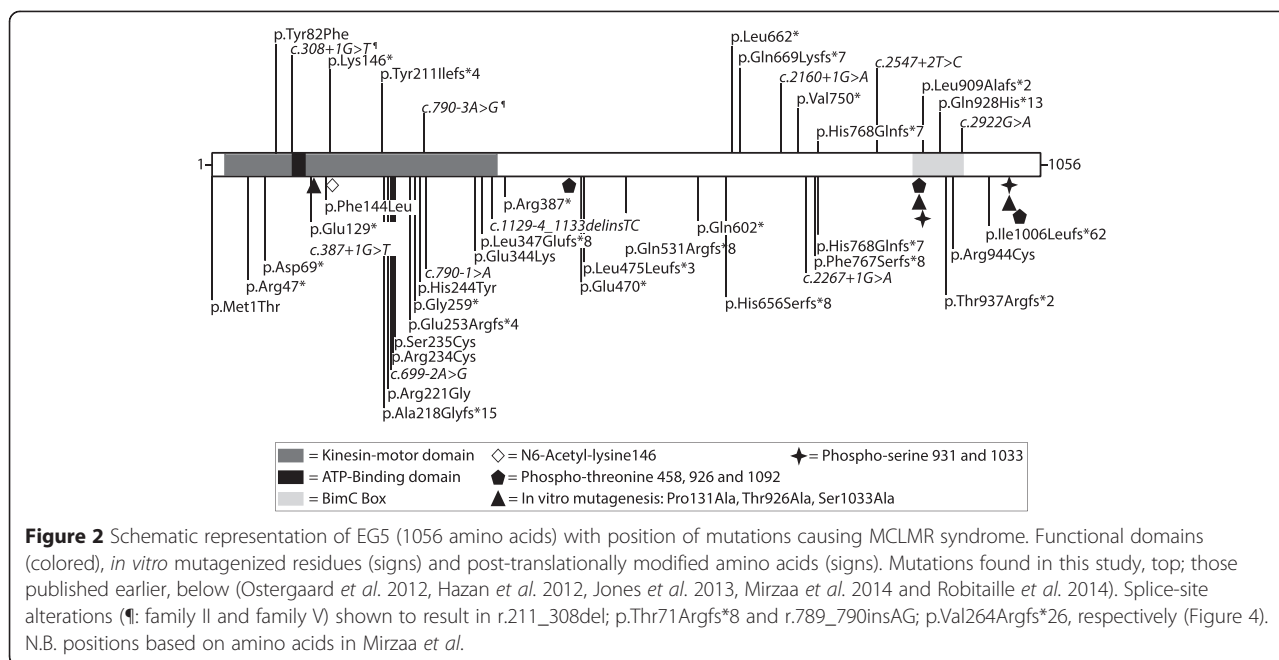 p.Tyr82Phe
c.308+1G>T¶
p.Lys146*
p.Tyr211Ilefs*4
c.790-3A>G¶
p.Leu662*
p.Gln669Lysfs*7
c.2160+1G>A
p.Val750*
p.His768Glnfs*7
c.2547+2T>C
p.Leu909Alafs*2
p.Gln928His*13
c.2922G>A
1
1056
p.Phe144Leu
p.Glu129*
c.387+1G>T
p.Asp69*
p.Arg47*
p.Met1Thr
p.Arg387*
c.1129-4_1133delinsTC
p.Leu347Glufs*8
p.Glu344Lys
c.790-1>A
p.His244Tyr
p.Gly259*
p.Glu253Argfs*4
p.Ser235Cys
p.Arg234Cys
c.699-2A>G
p.Arg221Gly
p.Ala218Glyfs*15
p.Gln531Argfs*8
p.Leu475Leufs*3
p.Glu470*
p.Gln602*
p.His656Serfs*8
p.His768Glnfs*7
p.Phe767Serfs*8
c.2267+1G>A
p.Ile1006Leufs*62
p.Arg944Cys
p.Thr937Argfs*2
= Kinesin-motor domain = N6-Acetyl-lysine146 = Phospho-serine 931 and 1033
= ATP-Binding domain = Phospho-threonine 458, 926 and 1092
= BimC Box = In vitro mutagenesis: Pro131Ala, Thr926Ala, Ser1033Ala
Figure 2 Schematic representation of EG5 (1056 amino acids) with position of mutations causing MCLMR syndrome. Functional domains
(colored), in vitro mutagenized residues (signs) and post-translationally modified amino acids (signs). Mutations found in this study, top; those
published earlier, below (Ostergaard et al. 2012, Hazan et al. 2012, Jones et al. 2013, Mirzaa et al. 2014 and Robitaille et al. 2014). Splice-site
alterations (¶: family II and family V) shown to result in r.211_308del; p.Thr71Argfs*8 and r.789_790insAG; p.Val264Argfs*26, respectively (Figure 4).
N.B. positions based on amino acids in Mirzaa et al.